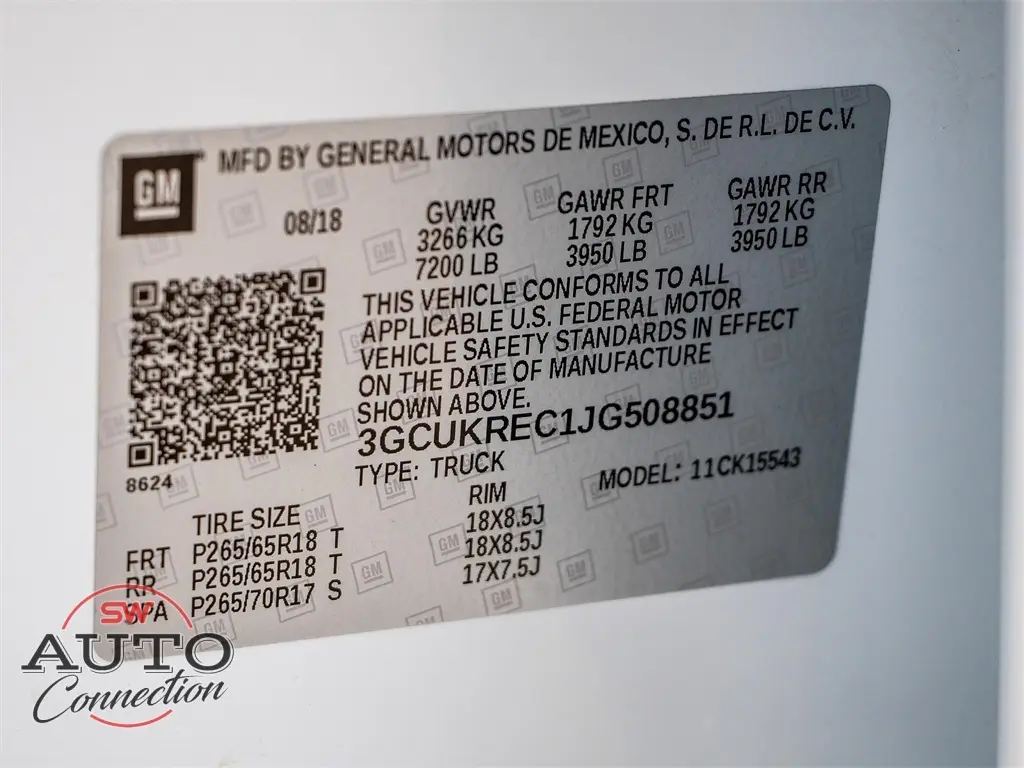 GM MFD BY GENERAL MOTORS DE MEXICO, S. DE R.L. DE C.V.
08/18 GVWR GAWR FRT GAWR RR
3266 KG 1792 KG 1792 KG
7200 LB 3950 LB 3950 LB
THIS VEHICLE CONFORMS TO ALL
APPLICABLE U.S. FEDERAL MOTOR
VEHICLE SAFETY STANDARDS IN EFFECT
ON THE DATE OF MANUFACTURE
SHOWN ABOVE.
3GCUKREC1JG508851
8624
TYPE: TRUCK MODEL: 11CK15543
TIRE SIZE RIM
FRT P265/65R18 T 18X8.5J
RR P265/65R18 T 18X8.5J
SPA P265/70R17 S 17X7.5J
SW
AUTO
Connection